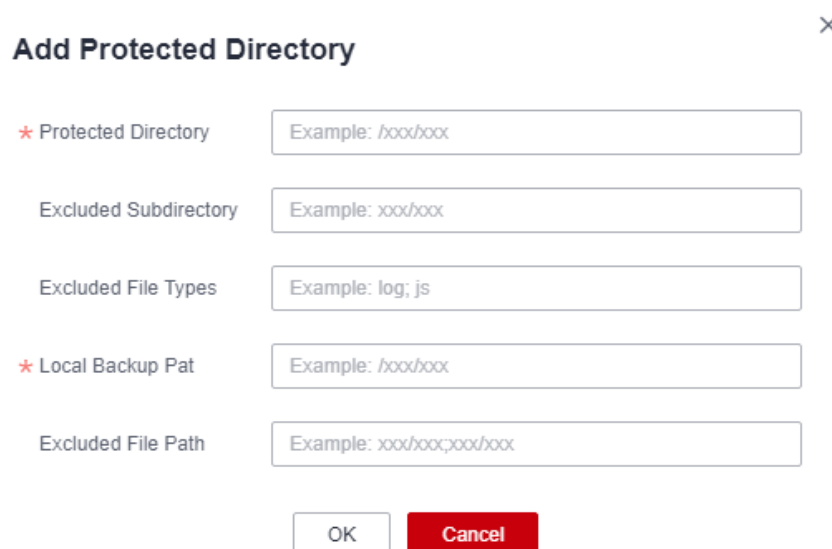 Add Protected Directory
* Protected Directory Example: /xxx/xxx
Excluded Subdirectory Example: xxx/xxx
Excluded File Types Example: log; js
* Local Backup Pat Example: /xxx/xxx
Excluded File Path Example: xxx/xxx;xxx/xxx
OK Cancel